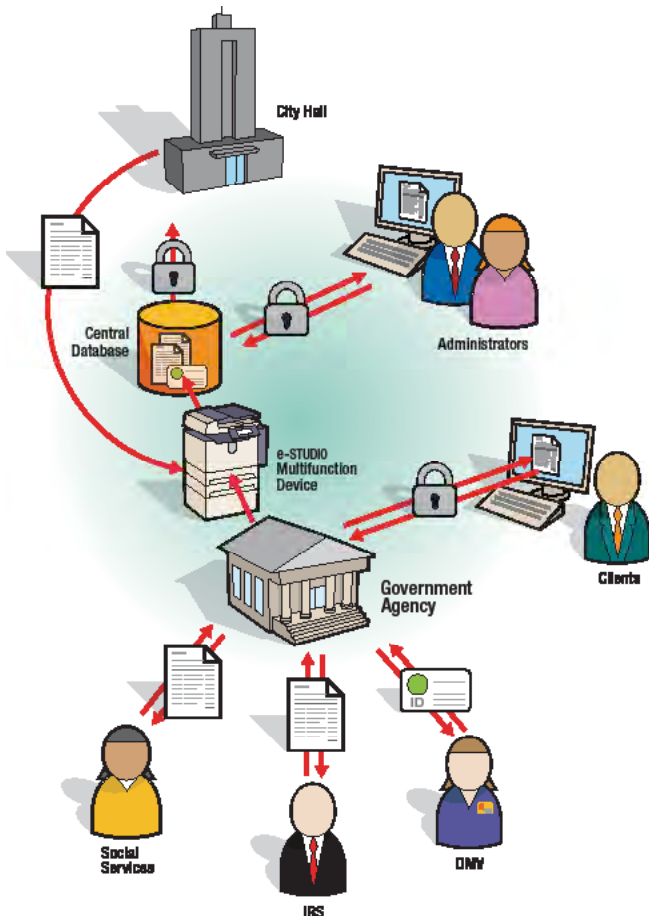 City Hall
Central
Database
Administrators
e-STUDIO
Multifunction
Device
Clients
Government
Agency
ID
Social
Services
DMV
IRS